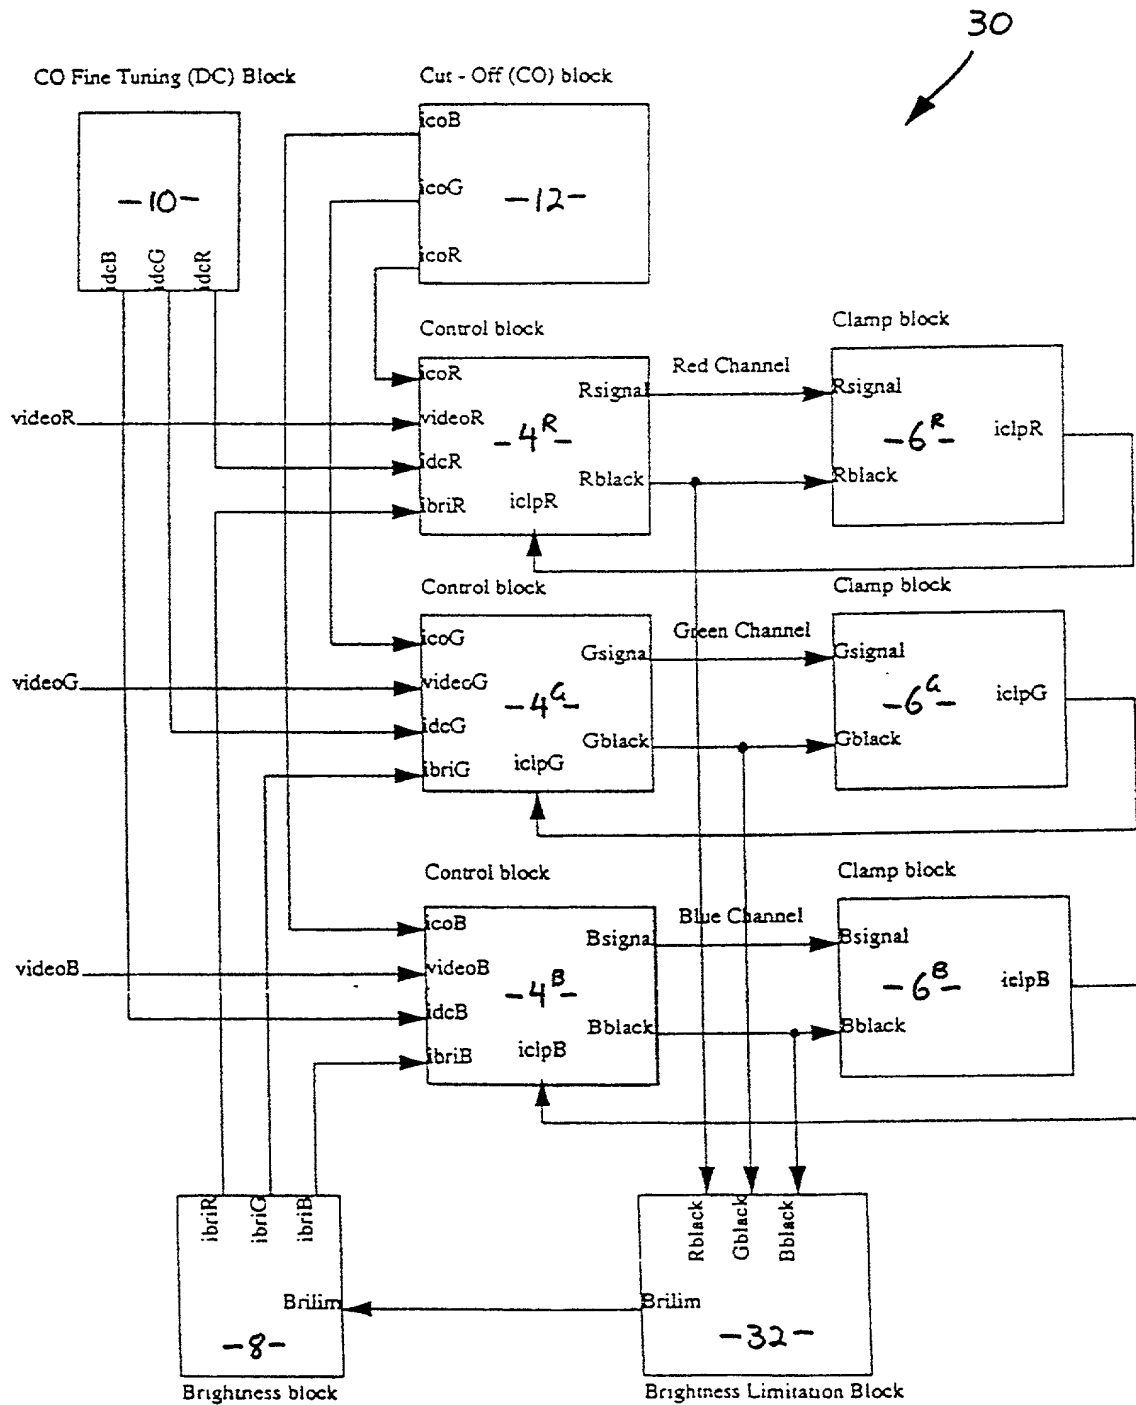 30
CO Fine Tuning (DC) Block
Cut - Off (CO) block
icoB
icoG
icoR
-12-
-10-
idcB
idcG
idcR
Control block
Clamp block
icoR
videoR
idcR
ibriR
Rsignal
Rblack
iclpR
-4R-
videoR
Red Channel
Rsignal
Rblack
-6R-
iclpR
Control block
Clamp block
icoG
videoG
idcG
ibriG
Gsigna
Gblack
iclpG
-4G-
videoG
Green Channel
Gsignal
Gblack
-6G-
iclpG
Control block
Clamp block
icoB
videoB
idcB
ibriB
Bsigna
Bblack
iclpB
-4B-
videoB
Blue Channel
Bsignal
Bblack
-6B-
iclpB
ibriR
ibriG
ibriB
Brilim
-8-
Brightness block
Rblack
Gblack
Bblack
Brilim
-32-
Brightness Limitation Block